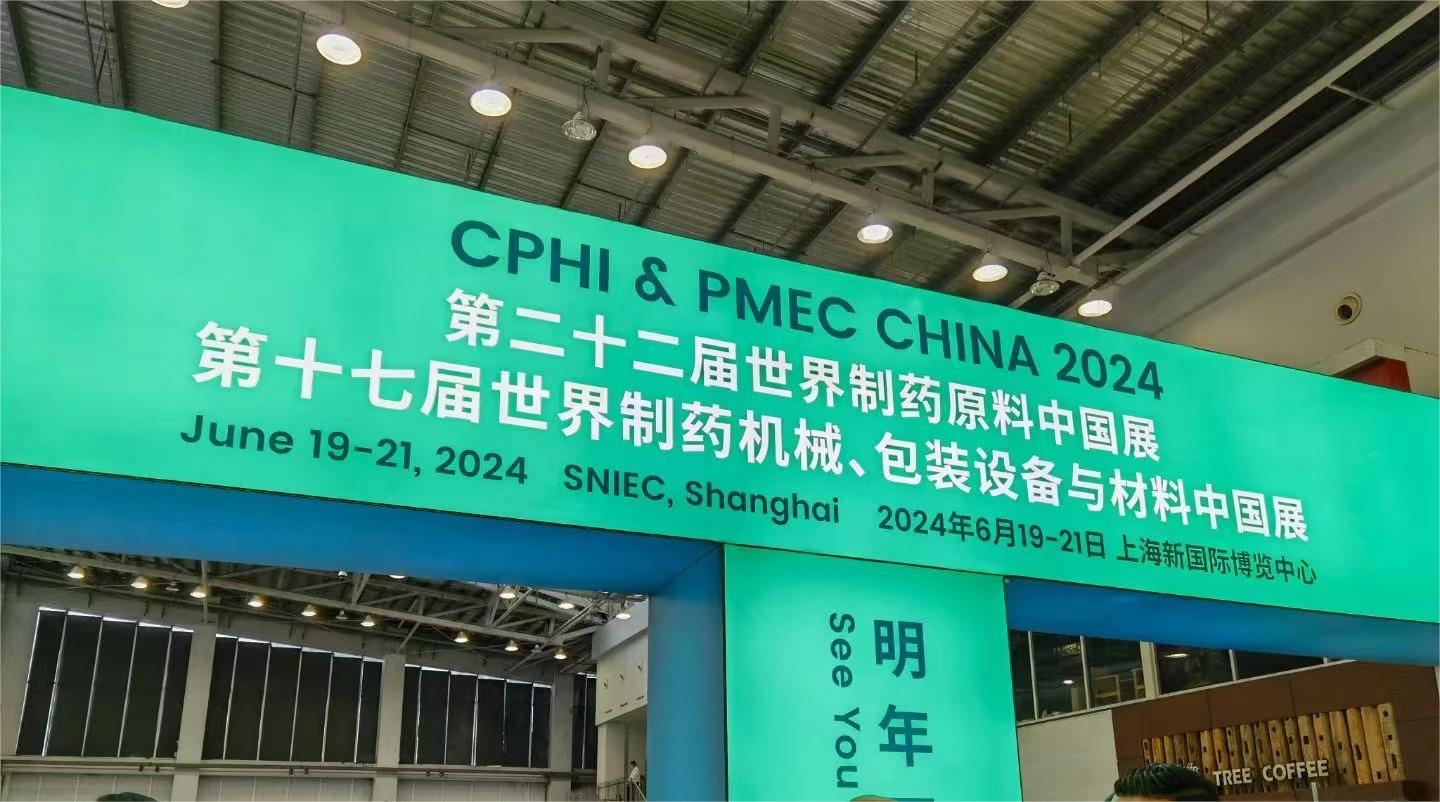 CPHI & PMEC CHINA 2024
第二十二届世界制药原料中国展
第十七届世界制药机械、包装设备与材料中国展
June 19-21, 2024 SNIEC, Shanghai 2024年6月19-21日 上海新国际博览中心
明年
See You
TREE COFFEE